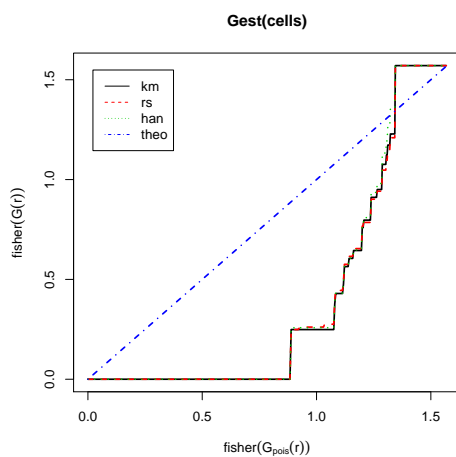 Gest(cells)
km
rs
han
theo
fisher(G(r))
0.0
0.5
1.0
1.5
0.0
0.5
1.0
1.5
fisher(Gpois(r))